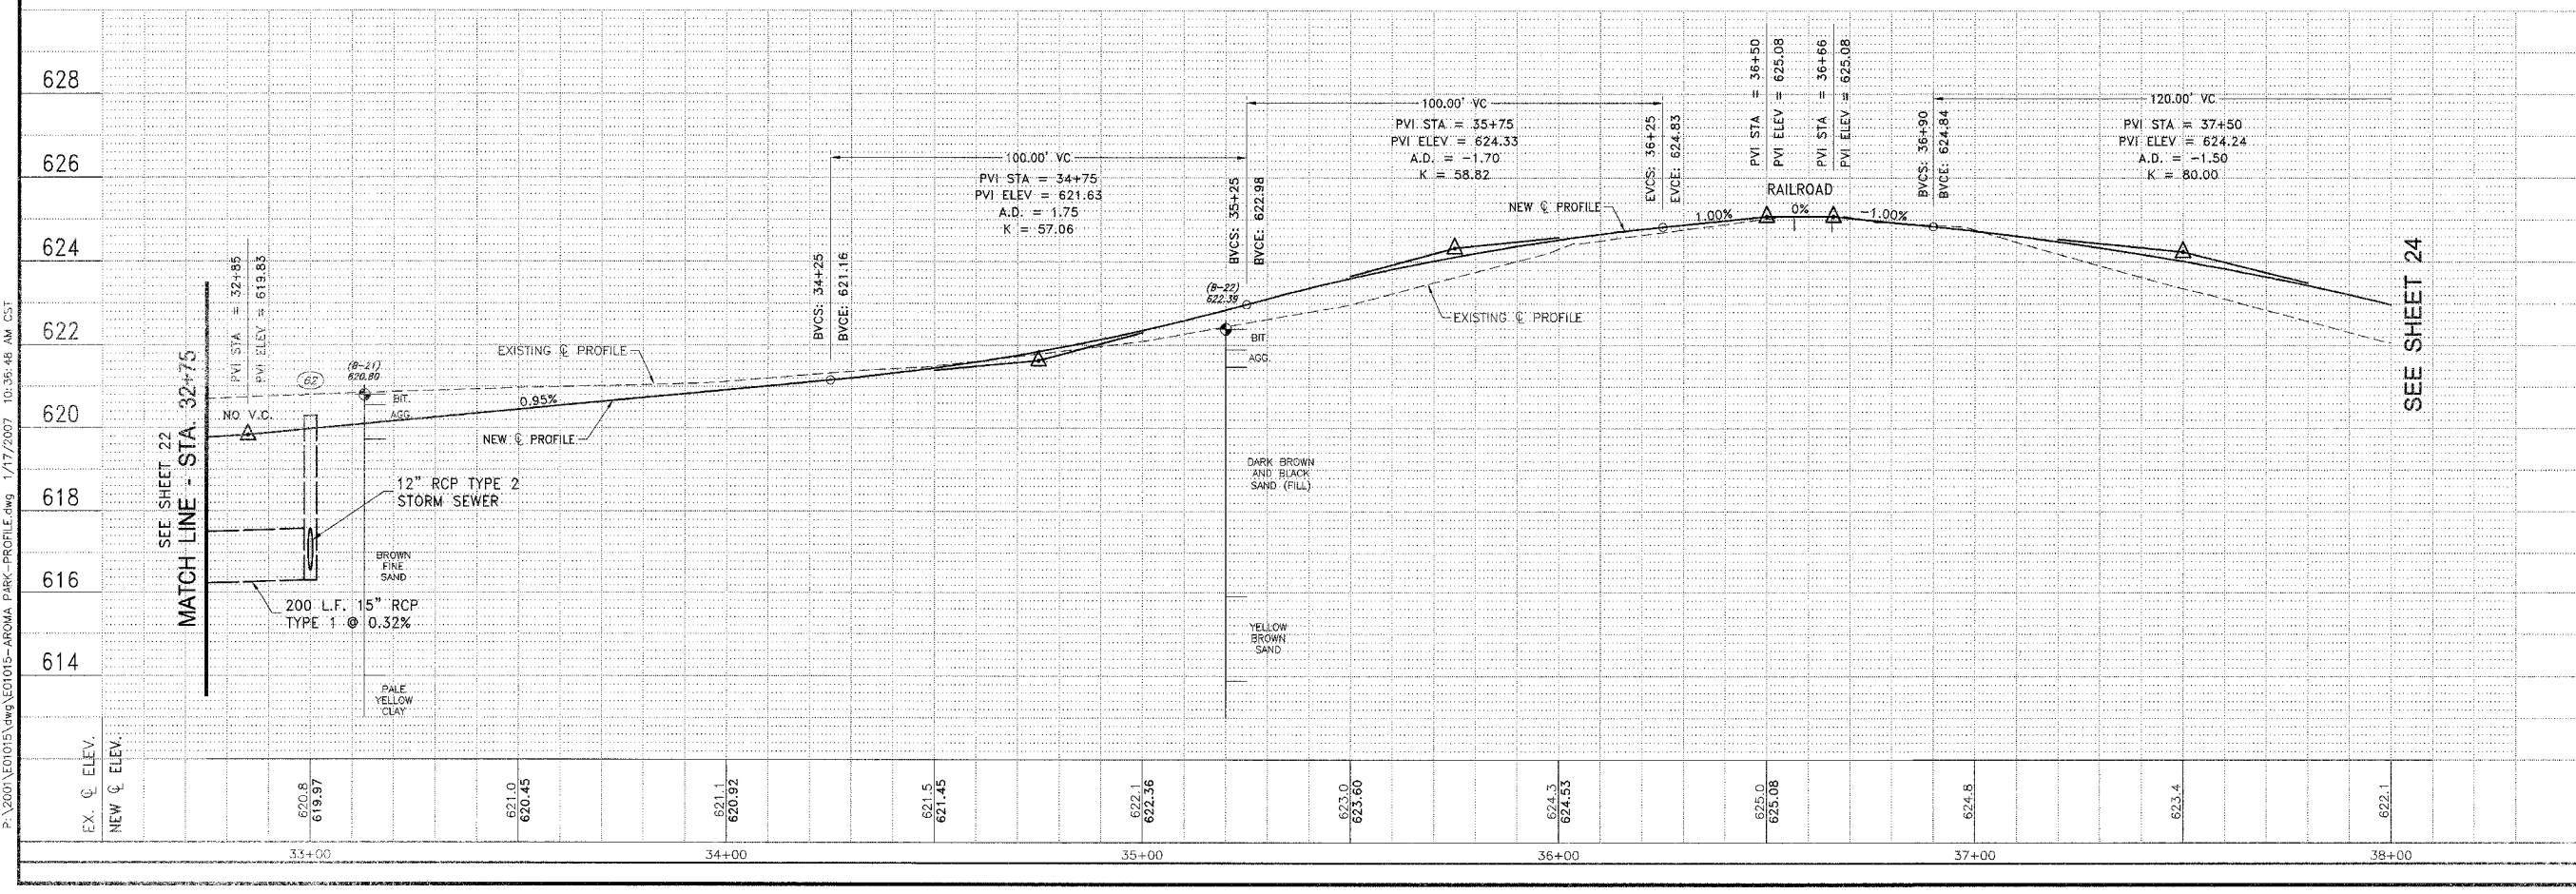 628
626
624
622
620
618
616
614
P:\2001\E01015\dwg\E01015-AROMA PARK-PROFILE.dwg 1/17/2007 10:36:48 AM CST
SEE SHEET 22
MATCH LINE - STA. 32+75
PVI STA = 32+85
PVI ELEV = 619.83
NO V.C.
62
(B-21)
620.80
BIT.
AGG.
BROWN
FINE
SAND
PALE
YELLOW
CLAY
12" RCP TYPE 2
STORM SEWER
200 L.F. 15" RCP
TYPE 1 @ 0.32%
EXISTING ℄ PROFILE
0.95%
NEW ℄ PROFILE
BVCS: 34+25
BVCE: 621.16
100.00' VC
PVI STA = 34+75
PVI ELEV = 621.63
A.D. = 1.75
K = 57.06
(B-22)
622.39
BIT.
AGG.
DARK BROWN
AND BLACK
SAND (FILL)
YELLOW
BROWN
SAND
BVCS: 35+25
BVCE: 622.98
100.00' VC
PVI STA = 35+75
PVI ELEV = 624.33
A.D. = -1.70
K = 58.82
NEW ℄ PROFILE
EXISTING ℄ PROFILE
EVCS: 36+25
EVCE: 624.83
1.00%
PVI STA = 36+50
PVI ELEV = 625.08
PVI STA = 36+66
PVI ELEV = 625.08
RAILROAD
0%
-1.00%
BVCS: 36+90
BVCE: 624.84
120.00' VC
PVI STA = 37+50
PVI ELEV = 624.24
A.D. = -1.50
K = 80.00
SEE SHEET 24
EX. ℄ ELEV.
NEW ℄ ELEV.
620.8
619.97
621.0
620.45
621.1
620.92
621.5
621.45
622.1
622.36
623.0
623.60
624.3
624.53
625.0
625.08
624.8
623.4
622.1
33+00
34+00
35+00
36+00
37+00
38+00